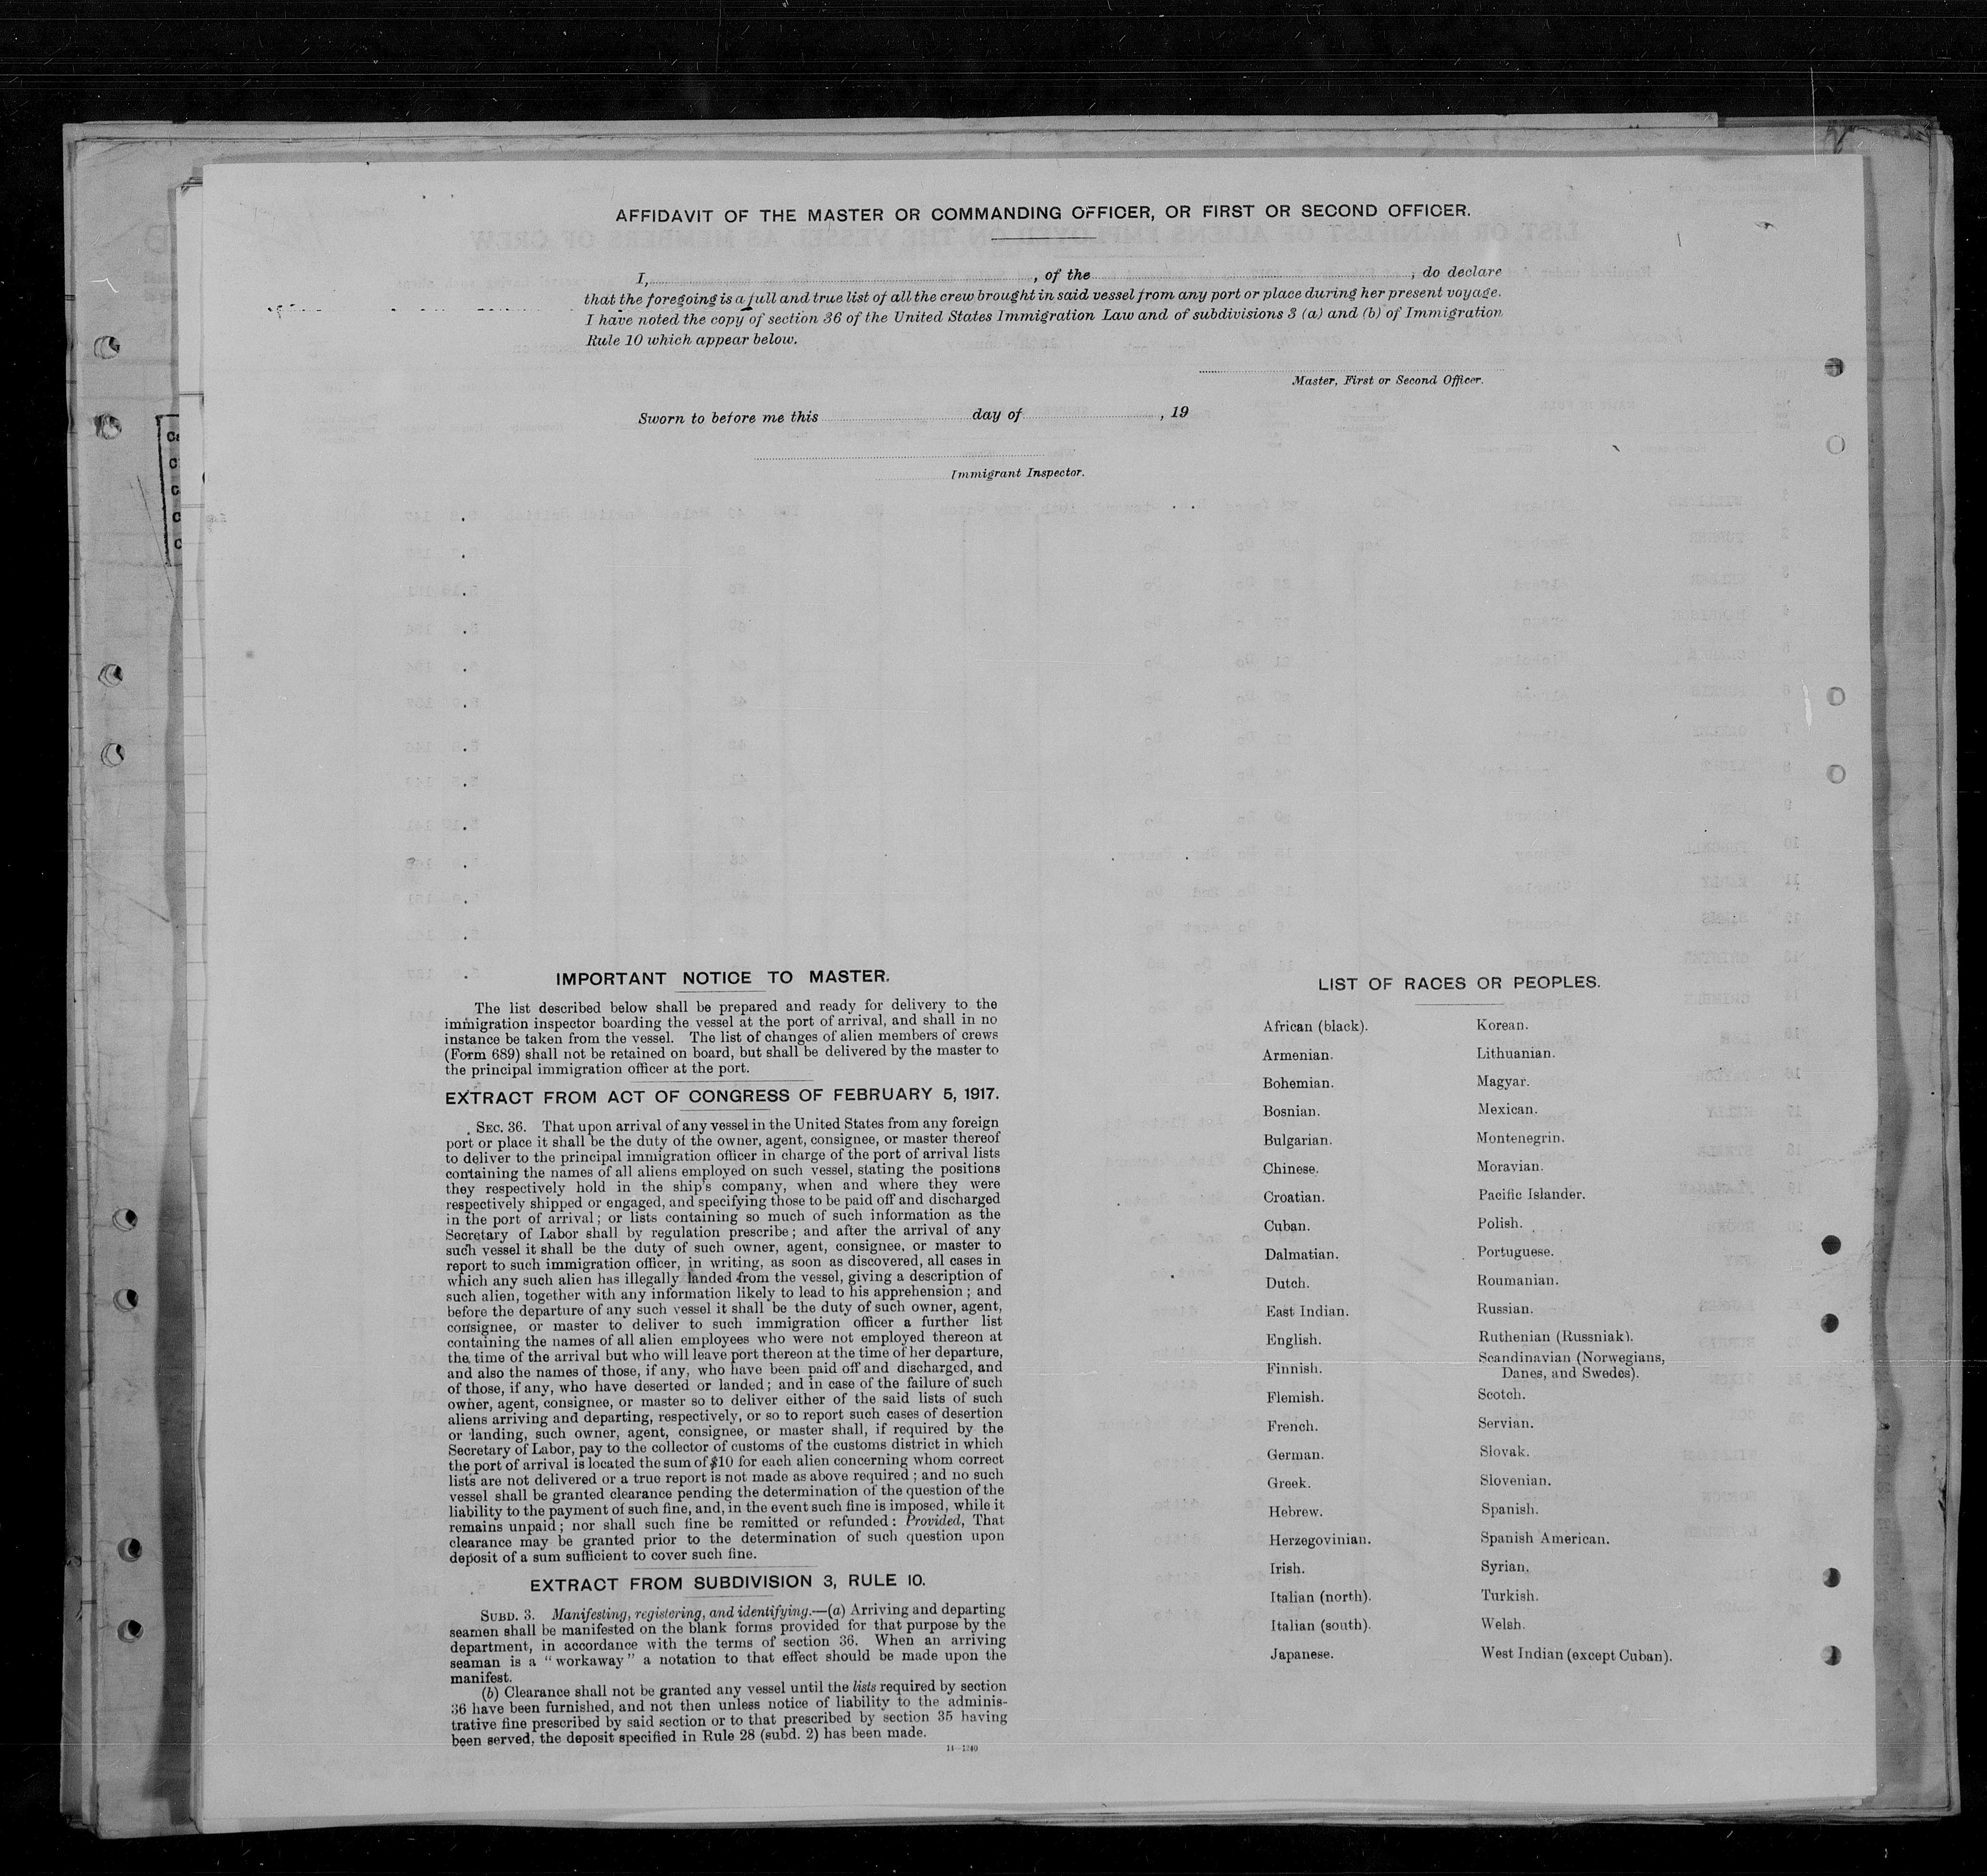 AFFIDAVIT OF THE MASTER OR COMMANDING OFFICER, OR FIRST OR SECOND OFFICER.
I, , of the , do declare
that the foregoing is a full and true list of all the crew brought in said vessel from any port or place during her present voyage.
I have noted the copy of section 36 of the United States Immigration Law and of subdivisions 3 (a) and (b) of Immigration
Rule 10 which appear below.
Master, First or Second Officer.
Sworn to before me this day of , 19
Immigrant Inspector.
IMPORTANT NOTICE TO MASTER.
The list described below shall be prepared and ready for delivery to the
immigration inspector boarding the vessel at the port of arrival, and shall in no
instance be taken from the vessel. The list of changes of alien members of crews
(Form 689) shall not be retained on board, but shall be delivered by the master to
the principal immigration officer at the port.
EXTRACT FROM ACT OF CONGRESS OF FEBRUARY 5, 1917.
SEC. 36. That upon arrival of any vessel in the United States from any foreign
port or place it shall be the duty of the owner, agent, consignee, or master thereof
to deliver to the principal immigration officer in charge of the port of arrival lists
containing the names of all aliens employed on such vessel, stating the positions
they respectively hold in the ship's company, when and where they were
respectively shipped or engaged, and specifying those to be paid off and discharged
in the port of arrival; or lists containing so much of such information as the
Secretary of Labor shall by regulation prescribe; and after the arrival of any
such vessel it shall be the duty of such owner, agent, consignee, or master to
report to such immigration officer, in writing, as soon as discovered, all cases in
which any such alien has illegally landed from the vessel, giving a description of
such alien, together with any information likely to lead to his apprehension; and
before the departure of any such vessel it shall be the duty of such owner, agent,
consignee, or master to deliver to such immigration officer a further list
containing the names of all alien employees who were not employed thereon at
the time of the arrival but who will leave port thereon at the time of her departure,
and also the names of those, if any, who have been paid off and discharged, and
of those, if any, who have deserted or landed; and in case of the failure of such
owner, agent, consignee, or master so to deliver either of the said lists of such
aliens arriving and departing, respectively, or so to report such cases of desertion
or landing, such owner, agent, consignee, or master shall, if required by the
Secretary of Labor, pay to the collector of customs of the customs district in which
the port of arrival is located the sum of $10 for each alien concerning whom correct
lists are not delivered or a true report is not made as above required; and no such
vessel shall be granted clearance pending the determination of the question of the
liability to the payment of such fine, and, in the event such fine is imposed, while it
remains unpaid; nor shall such fine be remitted or refunded: Provided, That
clearance may be granted prior to the determination of such question upon
deposit of a sum sufficient to cover such fine.
EXTRACT FROM SUBDIVISION 3, RULE 10.
SUBD. 3. Manifesting, registering, and identifying.—(a) Arriving and departing
seamen shall be manifested on the blank forms provided for that purpose by the
department, in accordance with the terms of section 36. When an arriving
seaman is a "workaway" a notation to that effect should be made upon the
manifest.
(b) Clearance shall not be granted any vessel until the lists required by section
36 have been furnished, and not then unless notice of liability to the adminis-
trative fine prescribed by said section or to that prescribed by section 35 having
been served, the deposit specified in Rule 28 (subd. 2) has been made.
14—1240
LIST OF RACES OR PEOPLES.
African (black).
Armenian.
Bohemian.
Bosnian.
Bulgarian.
Chinese.
Croatian.
Cuban.
Dalmatian.
Dutch.
East Indian.
English.
Finnish.
Flemish.
French.
German.
Greek.
Hebrew.
Herzegovinian.
Irish.
Italian (north).
Italian (south).
Japanese.
Korean.
Lithuanian.
Magyar.
Mexican.
Montenegrin.
Moravian.
Pacific Islander.
Polish.
Portuguese.
Roumanian.
Russian.
Ruthenian (Russniak).
Scandinavian (Norwegians,
Danes, and Swedes).
Scotch.
Servian.
Slovak.
Slovenian.
Spanish.
Spanish American.
Syrian.
Turkish.
Welsh.
West Indian (except Cuban).